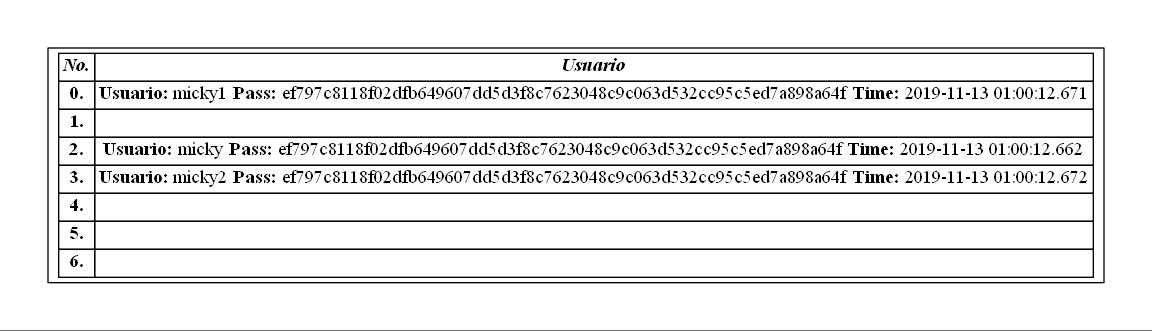 No. Usuario
0. Usuario: micky1 Pass: ef797c8118f02dfb649607dd5d3f8c7623048c9c063d532cc95c5ed7a898a64f Time: 2019-11-13 01:00:12.671
1.
2. Usuario: micky Pass: ef797c8118f02dfb649607dd5d3f8c7623048c9c063d532cc95c5ed7a898a64f Time: 2019-11-13 01:00:12.662
3. Usuario: micky2 Pass: ef797c8118f02dfb649607dd5d3f8c7623048c9c063d532cc95c5ed7a898a64f Time: 2019-11-13 01:00:12.672
4.
5.
6.